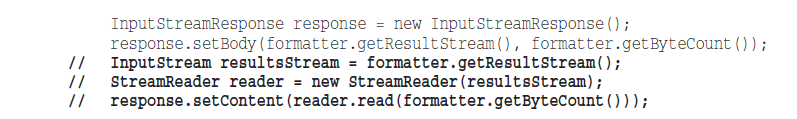 InputStreamResponse response = new InputStreamResponse();
response.setBody(formatter.getResultStream(), formatter.getByteCount());
// InputStream resultsStream = formatter.getResultStream();
// StreamReader reader = new StreamReader(resultsStream);
// response.setContent(reader.read(formatter.getByteCount()));